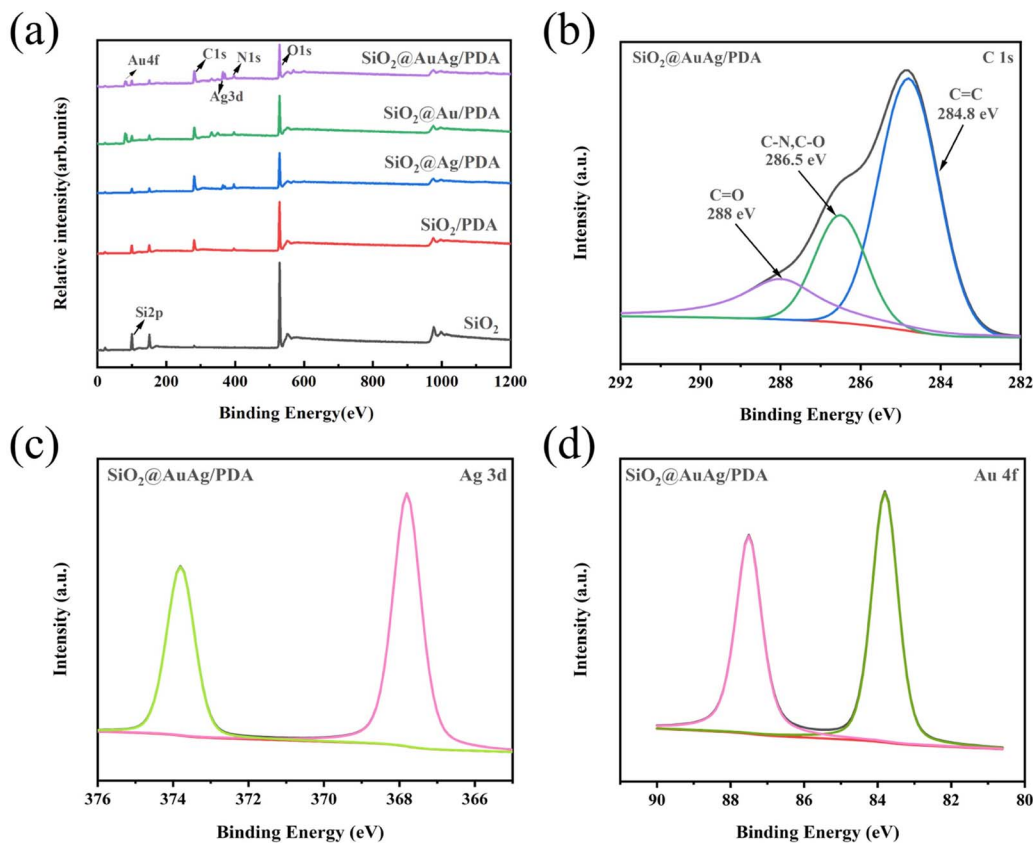 (a)
Au4f
C1s
N1s
O1s
Ag3d
SiO2@AuAg/PDA
SiO2@Au/PDA
SiO2@Ag/PDA
SiO2/PDA
Si2p
SiO2
Relative intensity(arb.units)
0 200 400 600 800 1000 1200
Binding Energy(eV)
(b)
SiO2@AuAg/PDA C 1s
C=C
284.8 eV
C-N,C-O
286.5 eV
C=O
288 eV
Intensity (a.u.)
292 290 288 286 284 282
Binding Energy (eV)
(c)
SiO2@AuAg/PDA Ag 3d
Intensity (a.u.)
376 374 372 370 368 366
Binding Energy (eV)
(d)
SiO2@AuAg/PDA Au 4f
Intensity (a.u.)
90 88 86 84 82 80
Binding Energy (eV)